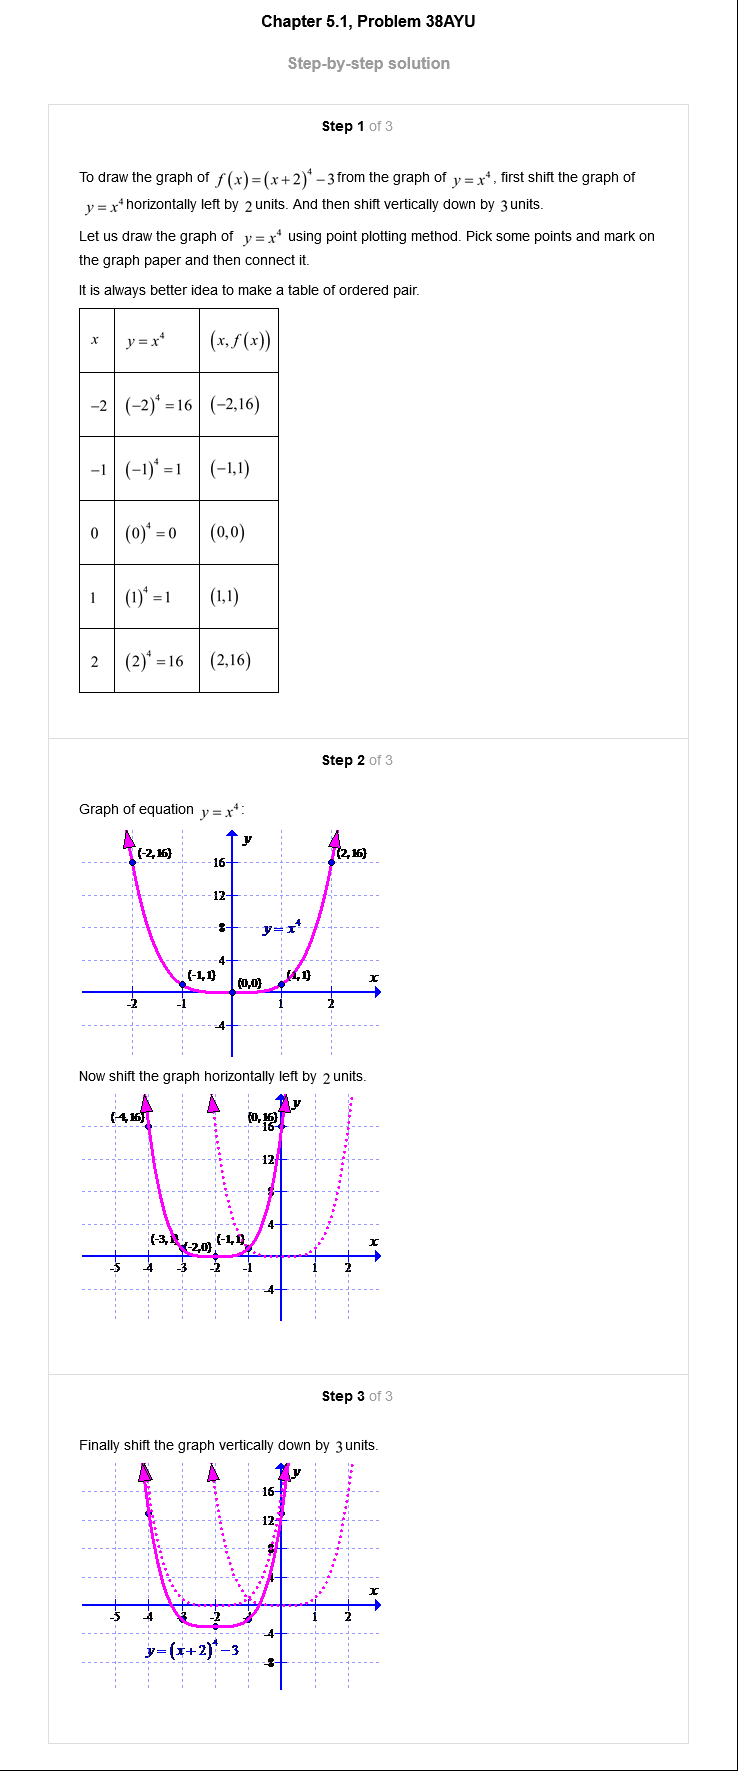 Chapter 5.1, Problem 38AYU
Step-by-step solution
Step 1 of 3
To draw the graph of f(x)=(x+2)⁴−3 from the graph of y=x⁴, first shift the graph of
y=x⁴ horizontally left by 2 units. And then shift vertically down by 3 units.
Let us draw the graph of y=x⁴ using point plotting method. Pick some points and mark on
the graph paper and then connect it.
It is always better idea to make a table of ordered pair.
x y=x⁴ (x,f(x))
−2 (−2)⁴=16 (−2,16)
−1 (−1)⁴=1 (−1,1)
0 (0)⁴=0 (0,0)
1 (1)⁴=1 (1,1)
2 (2)⁴=16 (2,16)
Step 2 of 3
Graph of equation y=x⁴:
y
(-2,16) (2,16)
16
12
8 y=x⁴
4
(-1,1) (0,0) (1,1) x
-2 -1 1 2
-4
Now shift the graph horizontally left by 2 units.
y
(-4,16) (0,16)
16
12
8
4
(-3,1) (-2,0) (-1,1) x
-5 -4 -3 -2 -1 1 2
-4
Step 3 of 3
Finally shift the graph vertically down by 3 units.
y
16
12
8
4
x
-5 -4 -3 -2 -1 1 2
-4
y=(x+2)⁴−3
-8